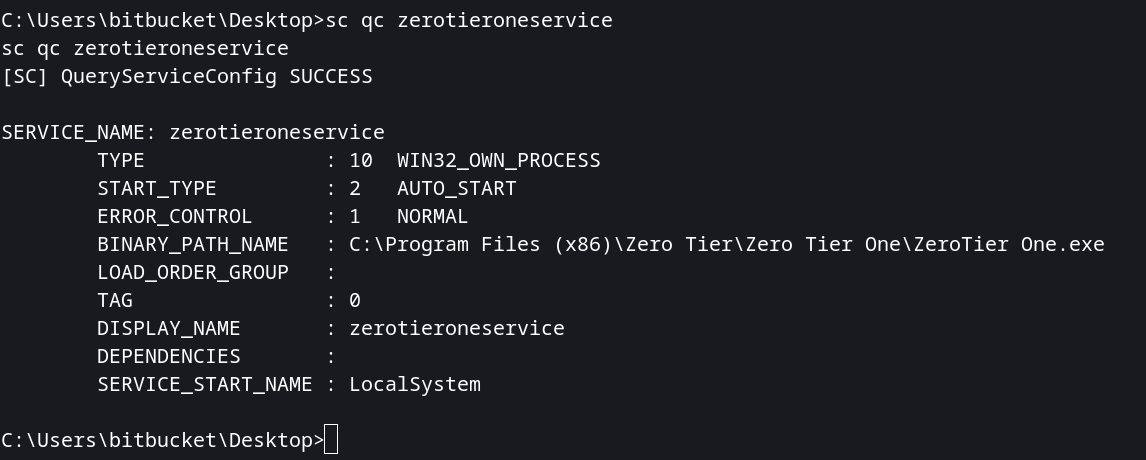 C:\Users\bitbucket\Desktop>sc qc zerotieroneservice
sc qc zerotieroneservice
[SC] QueryServiceConfig SUCCESS

SERVICE_NAME: zerotieroneservice
        TYPE               : 10  WIN32_OWN_PROCESS
        START_TYPE         : 2   AUTO_START
        ERROR_CONTROL      : 1   NORMAL
        BINARY_PATH_NAME   : C:\Program Files (x86)\Zero Tier\Zero Tier One\ZeroTier One.exe
        LOAD_ORDER_GROUP   :
        TAG                : 0
        DISPLAY_NAME       : zerotieroneservice
        DEPENDENCIES       :
        SERVICE_START_NAME : LocalSystem

C:\Users\bitbucket\Desktop>